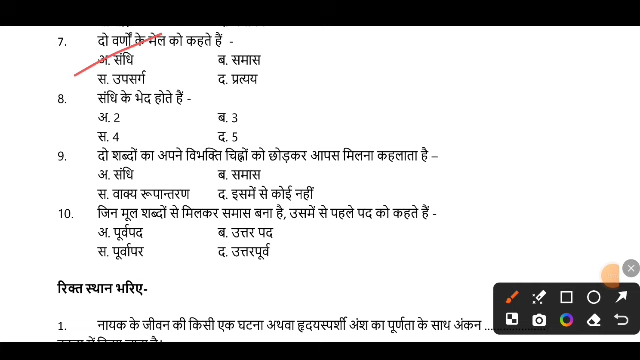 7. दो वर्णों के मेल को कहते हैं -
अ. संधि ब. समास
स. उपसर्ग द. प्रत्यय
8. संधि के भेद होते हैं -
अ. 2 ब. 3
स. 4 द. 5
9. दो शब्दों का अपने विभक्ति चिह्नों को छोड़कर आपस मिलना कहलाता है –
अ. संधि ब. समास
स. वाक्य रूपान्तरण द. इसमें से कोई नहीं
10. जिन मूल शब्दों से मिलकर समास बना है, उसमें से पहले पद को कहते हैं -
अ. पूर्वपद ब. उत्तर पद
स. पूर्वापर द. उत्तरपूर्व
रिक्त स्थान भरिए-
1. नायक के जीवन की किसी एक घटना अथवा हृदयस्पर्शी अंश का पूर्णता के साथ अंकन